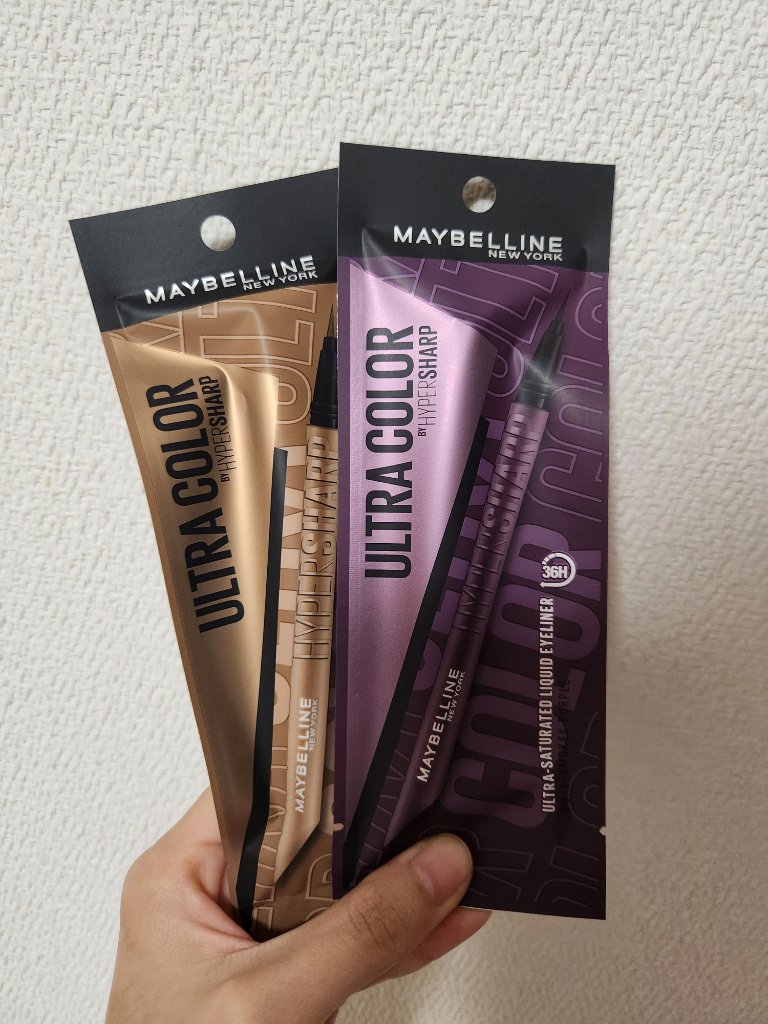 MAYBELLINE
NEW YORK
ULTRA COLOR
BY HYPERSHARP
HYPERSHARP
MAYBELLINE
NEW YORK
MAYBELLINE
NEW YORK
ULTRA COLOR
BY HYPERSHARP
HYPERSHARP
MAYBELLINE
NEW YORK
COLOR
36H
ULTRA-SATURATED LIQUID EYELINER